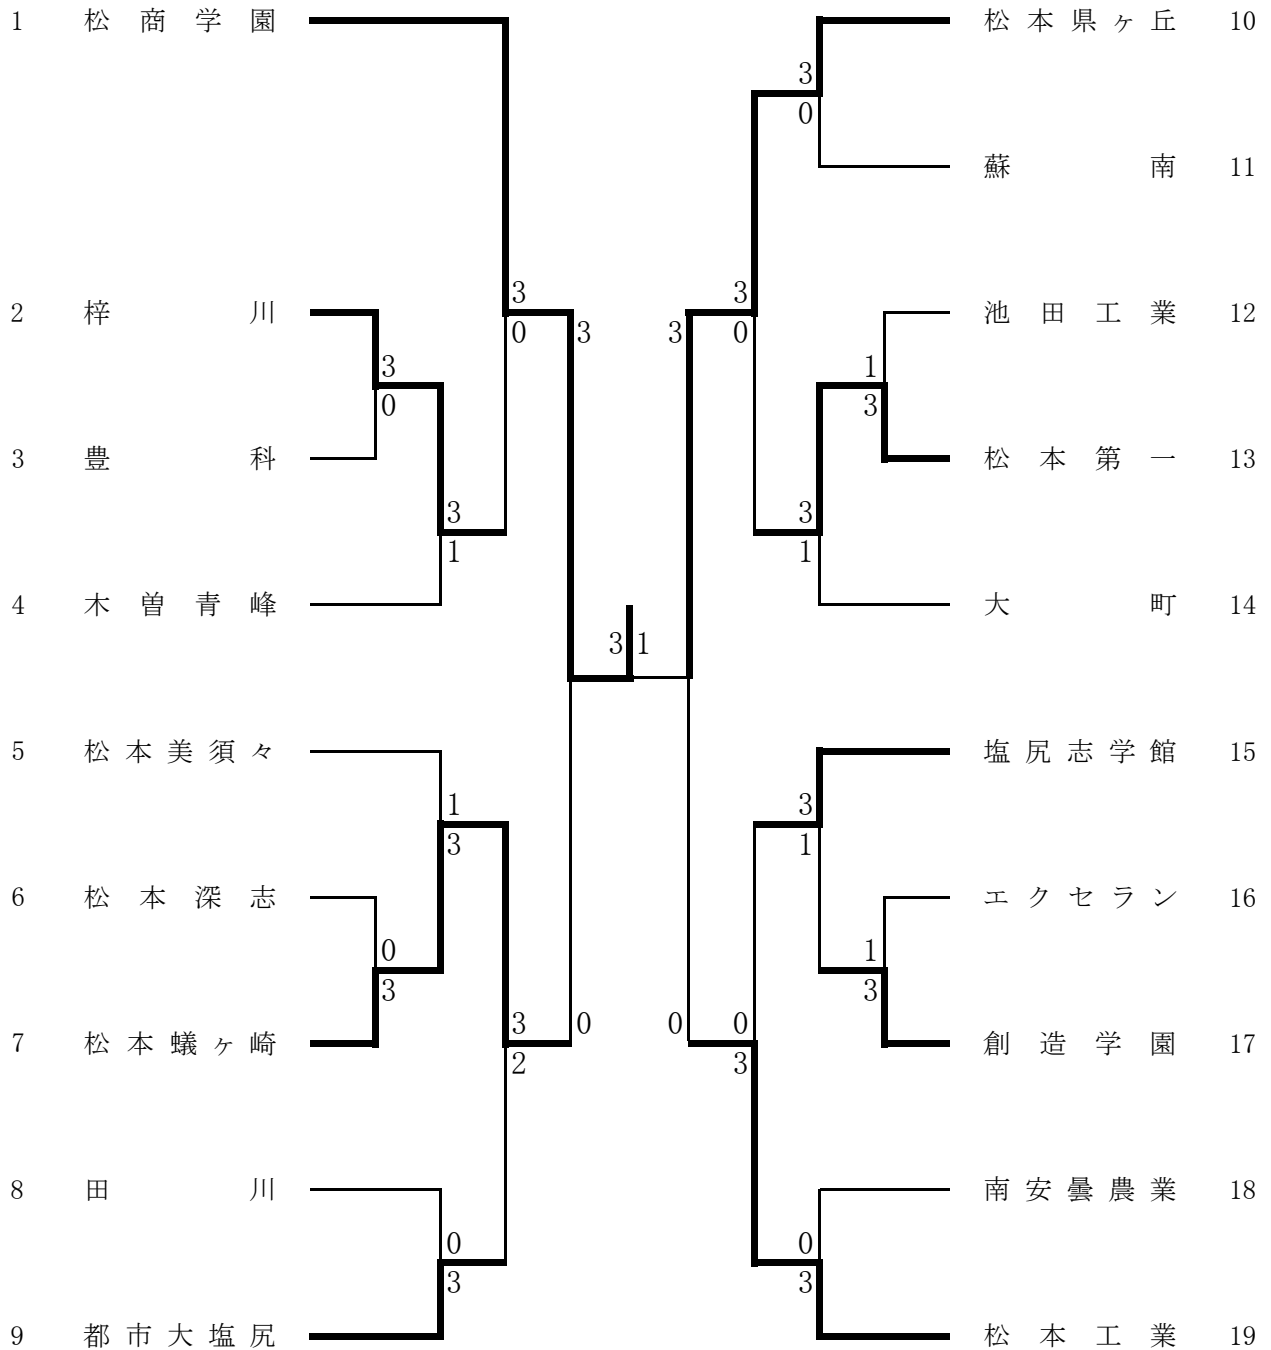 1 松商学園 松本県ヶ丘 10
3
0
蘇南 11
3 3
2 梓川 池田工業 12
0 3 3 0
3 1
0 3
3 豊科 松本第一 13
3 3
1 1
4 木曽青峰 大町 14
3 1
5 松本美須々 塩尻志学館 15
1 3
3 1
6 松本深志 エクセラン 16
0 1
3 3
3 0 0 0
7 松本蟻ヶ崎 創造学園 17
2 3
8 田川 南安曇農業 18
0 0
3 3
9 都市大塩尻 松本工業 19